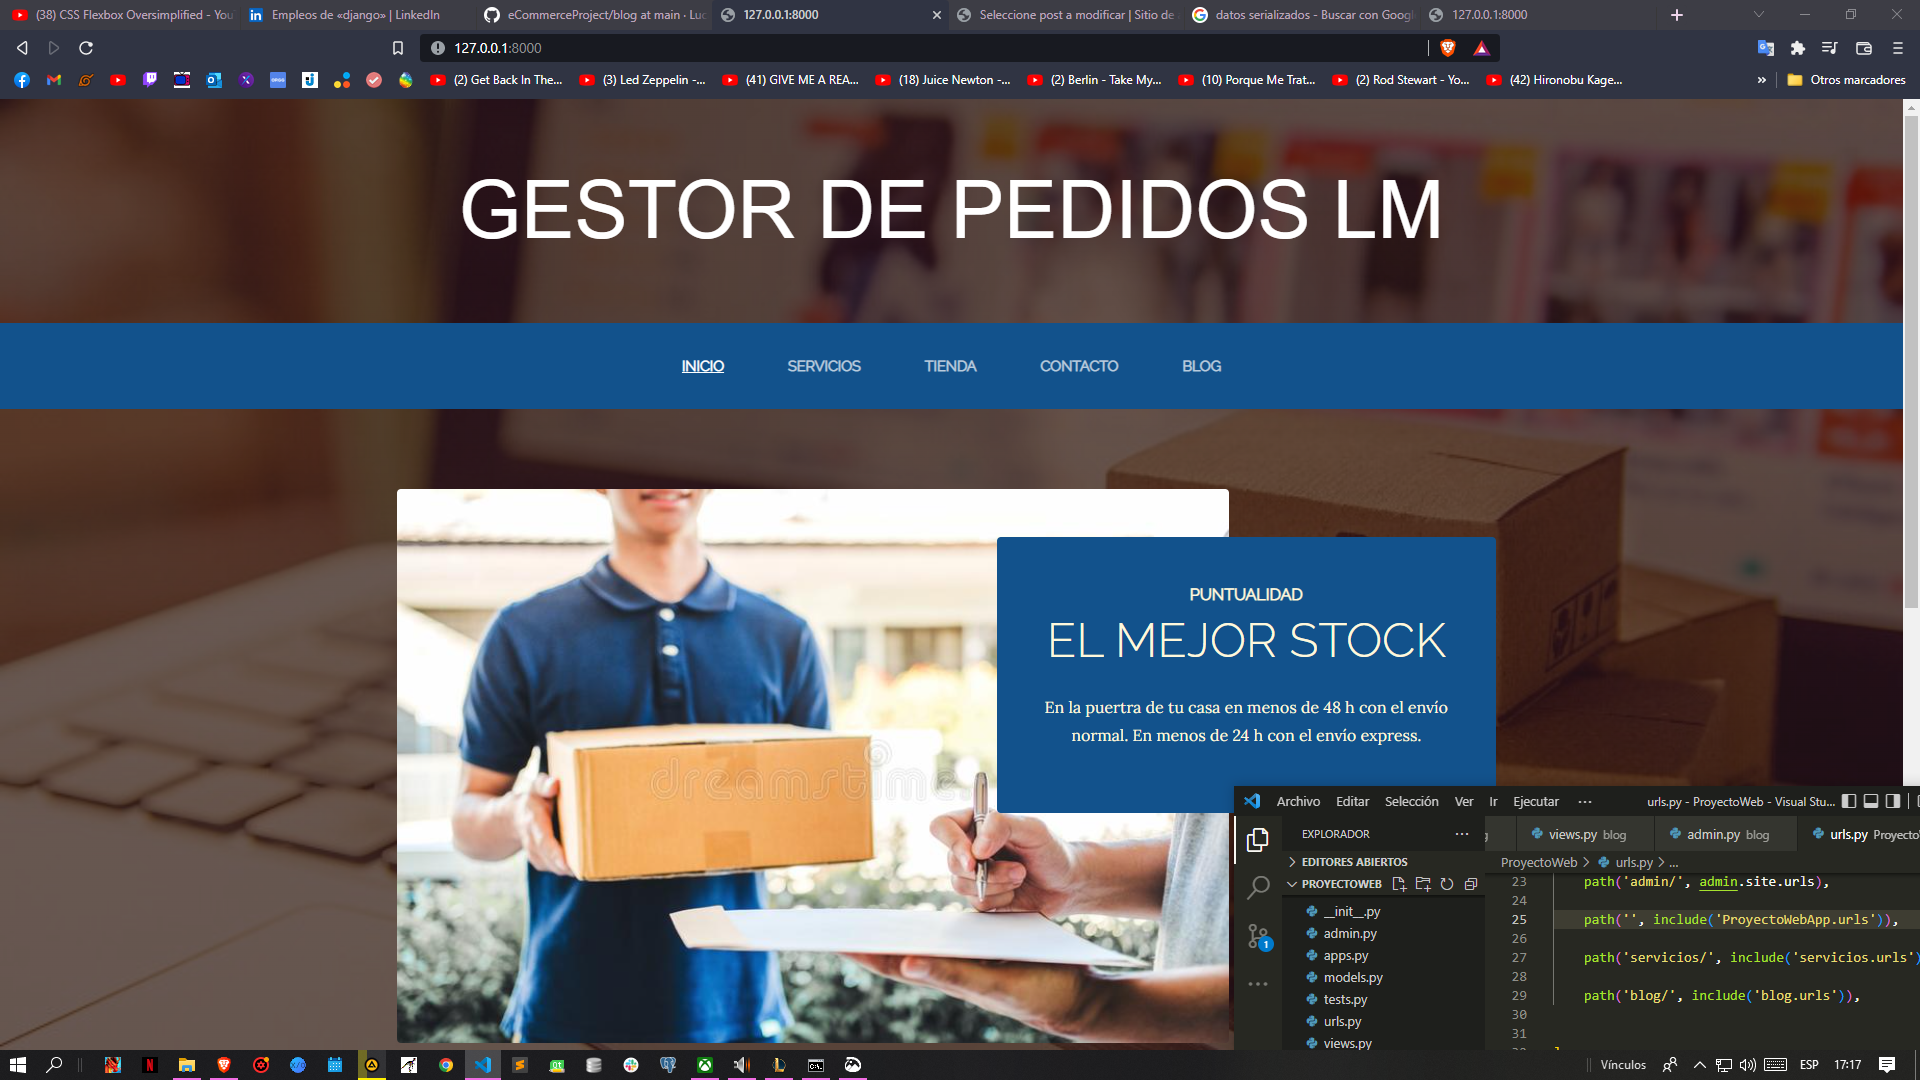 (38) CSS Flexbox Oversimplified - You
Empleos de «django» | LinkedIn
eCommerceProject/blog at main · Luc
127.0.0.1:8000
Seleccione post a modificar | Sitio de
datos serializados - Buscar con Googl
127.0.0.1:8000
127.0.0.1:8000
(2) Get Back In The...
(3) Led Zeppelin -...
(41) GIVE ME A REA...
(18) Juice Newton -...
(2) Berlin - Take My...
(10) Porque Me Trat...
(2) Rod Stewart - Yo...
(42) Hironobu Kage...
»
Otros marcadores
GESTOR DE PEDIDOS LM
INICIO
SERVICIOS
TIENDA
CONTACTO
BLOG
PUNTUALIDAD
EL MEJOR STOCK
En la puertra de tu casa en menos de 48 h con el envío
normal. En menos de 24 h con el envío express.
dreamstime
Archivo Editar Selección Ver Ir Ejecutar ···
urls.py - ProyectoWeb - Visual Stu...
EXPLORADOR
views.py blog
admin.py blog
urls.py Proyecto
EDITORES ABIERTOS
ProyectoWeb > urls.py > ...
PROYECTOWEB
__init__.py
admin.py
apps.py
models.py
tests.py
urls.py
views.py
1
23 path('admin/', admin.site.urls),
24
25 path('', include('ProyectoWebApp.urls')),
26
27 path('servicios/', include('servicios.urls')
28
29 path('blog/', include('blog.urls')),
30
31
Vínculos
ESP
17:17